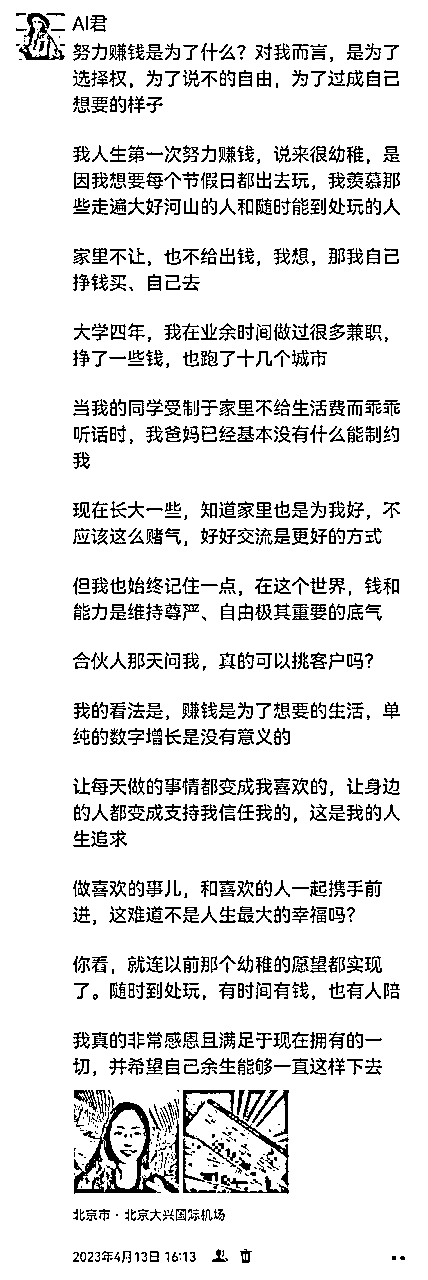 AI君
努力赚钱是为了什么？对我而言，是为了
选择权，为了说不的自由，为了过成自己
想要的样子
我人生第一次努力赚钱，说来很幼稚，是
因我想要每个节假日都出去玩，我羡慕那
些走遍大好河山的人和随时能到处玩的人
家里不让，也不给出钱，我想，那我自己
挣钱买、自己去
大学四年，我在业余时间做过很多兼职，
挣了一些钱，也跑了十几个城市
当我的同学受制于家里不给生活费而乖乖
听话时，我爸妈已经基本没有什么能制约
我
现在长大一些，知道家里也是为我好，不
应该这么赌气，好好交流是更好的方式
但我也始终记住一点，在这个世界，钱和
能力是维持尊严、自由极其重要的底气
合伙人那天问我，真的可以挑客户吗？
我的看法是，赚钱是为了想要的生活，单
纯的数字增长是没有意义的
让每天做的事情都变成我喜欢的，让身边
的人都变成支持我信任我的，这是我的人
生追求
做喜欢的事儿，和喜欢的人一起携手前
进，这难道不是人生最大的幸福吗？
你看，就连以前那个幼稚的愿望都实现
了。随时到处玩，有时间有钱，也有人陪
我真的非常感恩且满足于现在拥有的一
切，并希望自己余生能够一直这样下去
北京市·北京大兴国际机场
2023年4月13日 16:13